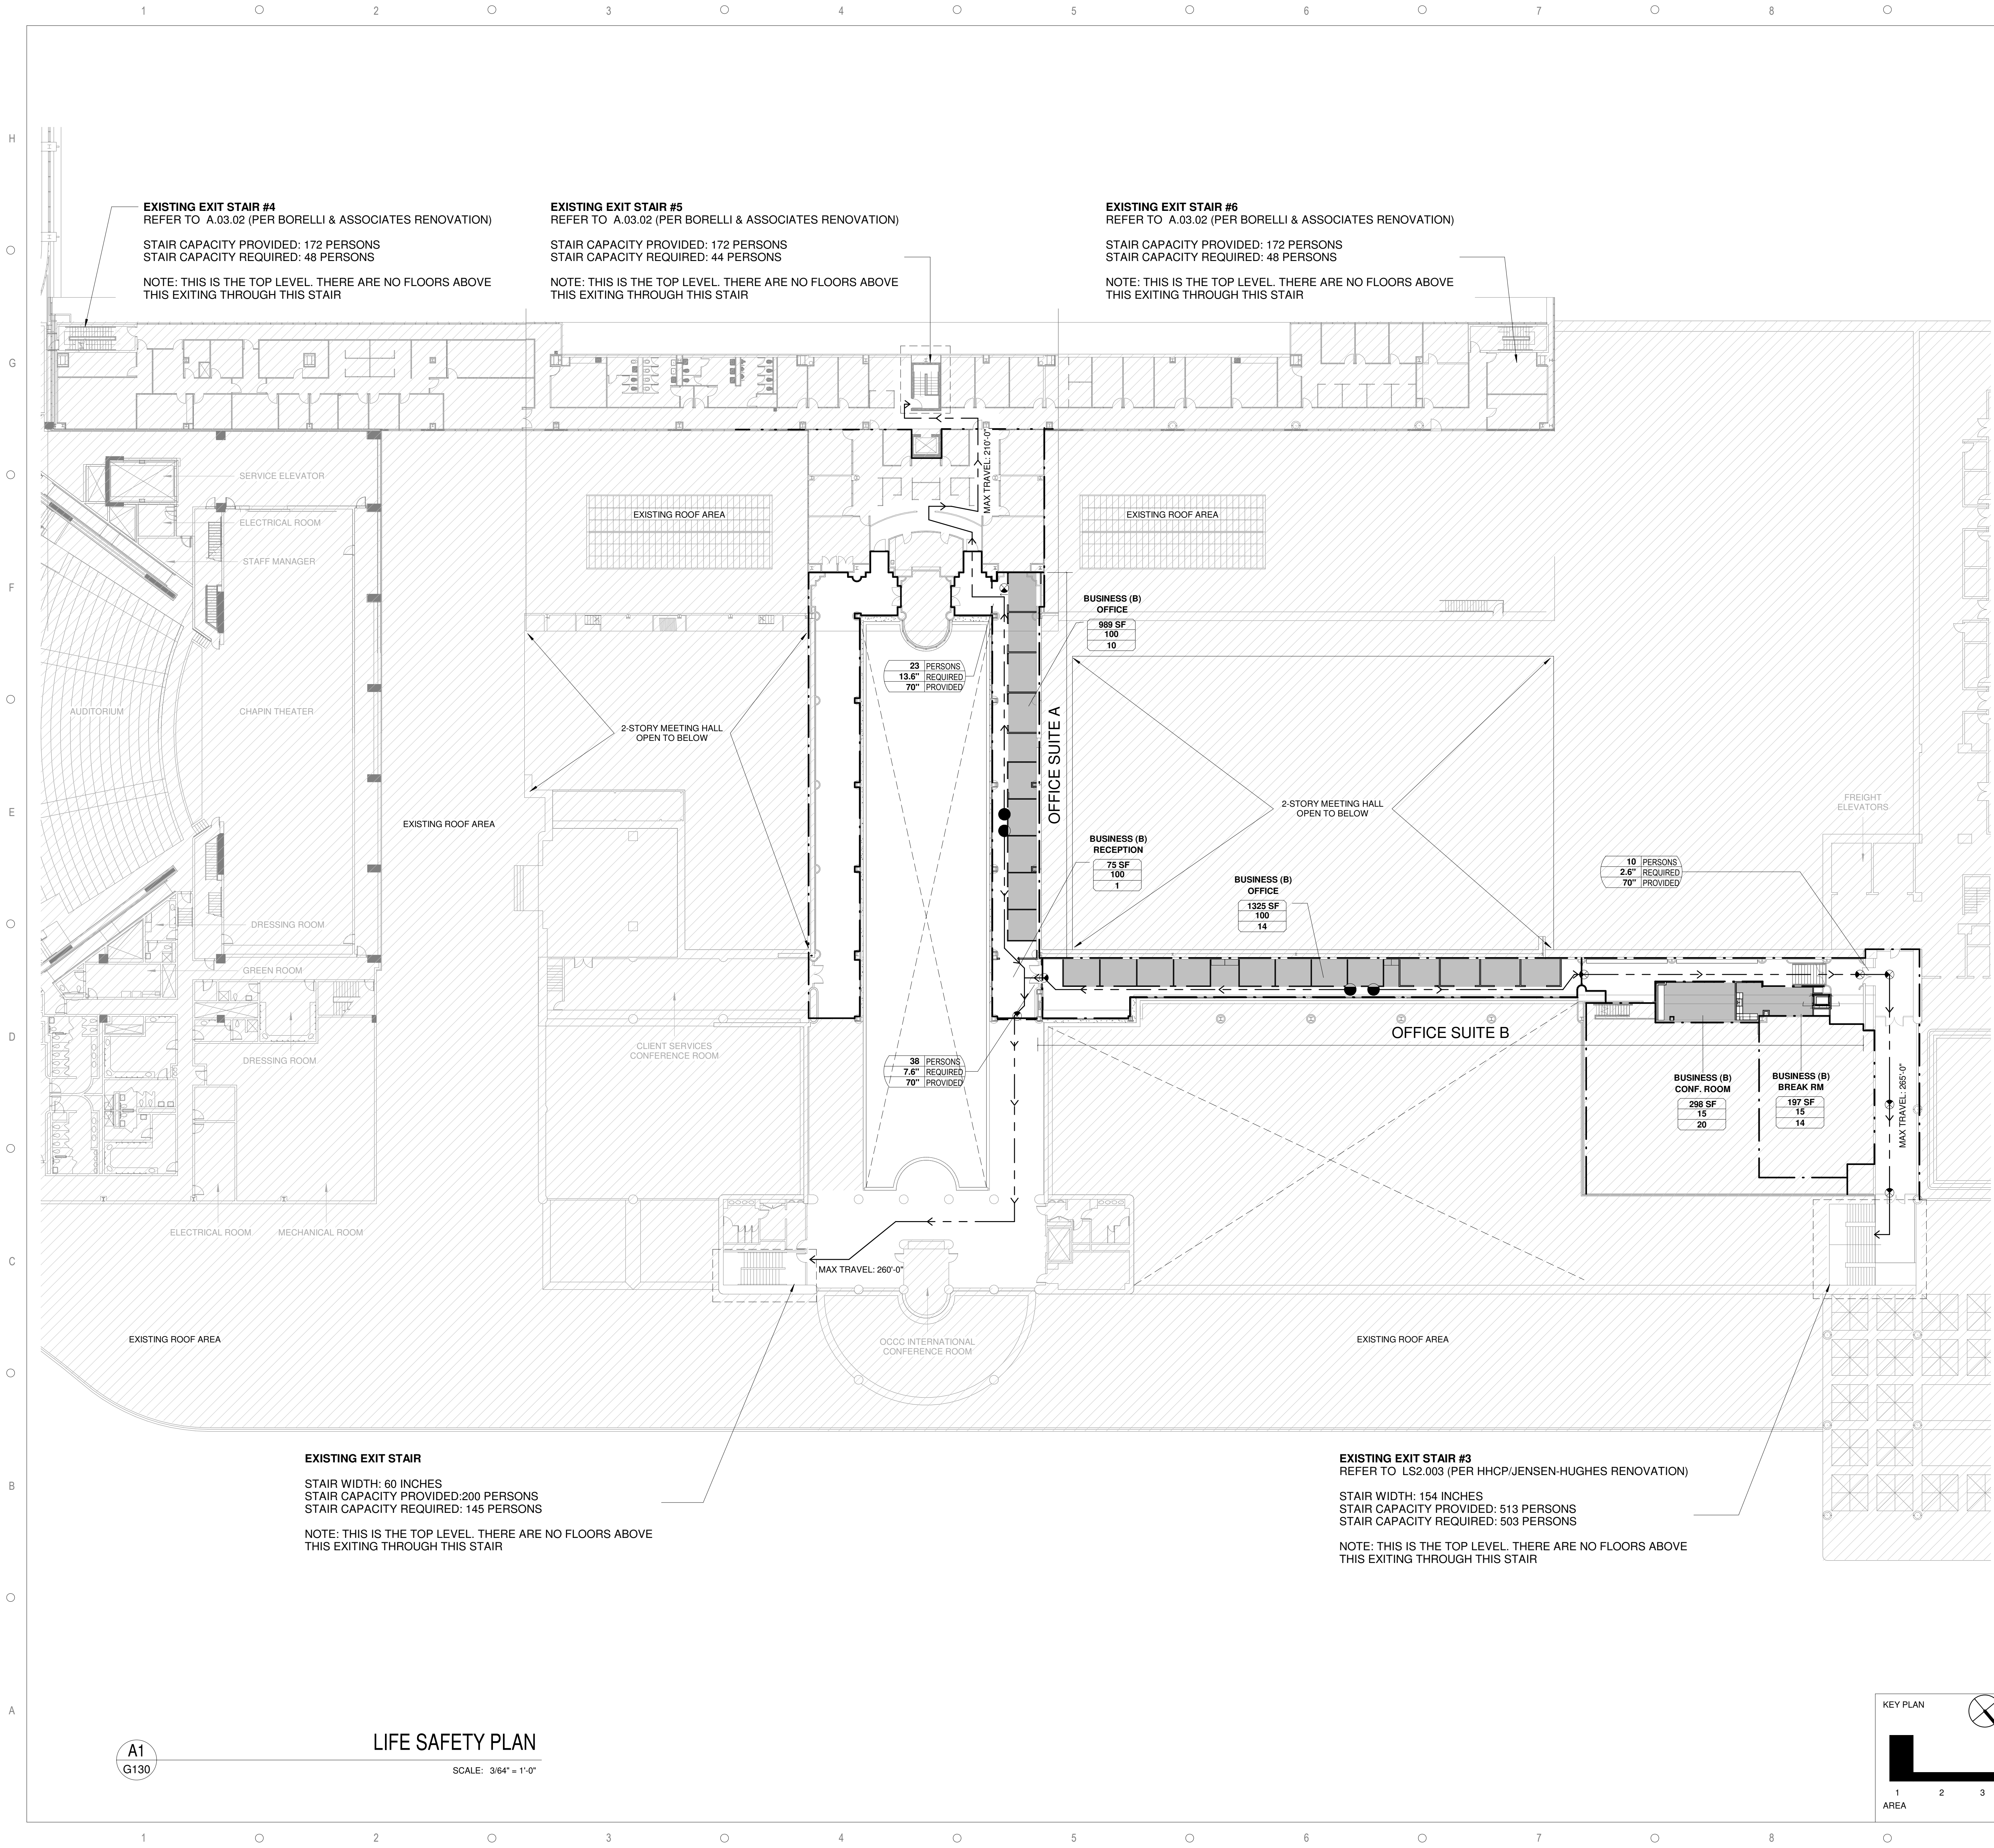 1 2 3 4 5 6 7 8
H
EXISTING EXIT STAIR #4
REFER TO A.03.02 (PER BORELLI & ASSOCIATES RENOVATION)
STAIR CAPACITY PROVIDED: 172 PERSONS
STAIR CAPACITY REQUIRED: 48 PERSONS
NOTE: THIS IS THE TOP LEVEL. THERE ARE NO FLOORS ABOVE
THIS EXITING THROUGH THIS STAIR
EXISTING EXIT STAIR #5
REFER TO A.03.02 (PER BORELLI & ASSOCIATES RENOVATION)
STAIR CAPACITY PROVIDED: 172 PERSONS
STAIR CAPACITY REQUIRED: 44 PERSONS
NOTE: THIS IS THE TOP LEVEL. THERE ARE NO FLOORS ABOVE
THIS EXITING THROUGH THIS STAIR
EXISTING EXIT STAIR #6
REFER TO A.03.02 (PER BORELLI & ASSOCIATES RENOVATION)
STAIR CAPACITY PROVIDED: 172 PERSONS
STAIR CAPACITY REQUIRED: 48 PERSONS
NOTE: THIS IS THE TOP LEVEL. THERE ARE NO FLOORS ABOVE
THIS EXITING THROUGH THIS STAIR
G
SERVICE ELEVATOR
ELECTRICAL ROOM
STAFF MANAGER
EXISTING ROOF AREA
MAX TRAVEL: 210'-0"
EXISTING ROOF AREA
F
BUSINESS (B)
OFFICE
989 SF
100
10
23 PERSONS
13.6" REQUIRED
70" PROVIDED
AUDITORIUM
CHAPIN THEATER
2-STORY MEETING HALL
OPEN TO BELOW
OFFICE SUITE A
E
EXISTING ROOF AREA
2-STORY MEETING HALL
OPEN TO BELOW
FREIGHT
ELEVATORS
BUSINESS (B)
RECEPTION
75 SF
100
1
BUSINESS (B)
OFFICE
1325 SF
100
14
10 PERSONS
2.6" REQUIRED
70" PROVIDED
DRESSING ROOM
GREEN ROOM
D
DRESSING ROOM
CLIENT SERVICES
CONFERENCE ROOM
38 PERSONS
7.6" REQUIRED
70" PROVIDED
OFFICE SUITE B
BUSINESS (B)
CONF. ROOM
298 SF
15
20
BUSINESS (B)
BREAK RM
197 SF
15
14
MAX TRAVEL: 265'-0"
ELECTRICAL ROOM
MECHANICAL ROOM
C
MAX TRAVEL: 260'-0"
EXISTING ROOF AREA
OCCC INTERNATIONAL
CONFERENCE ROOM
EXISTING ROOF AREA
B
EXISTING EXIT STAIR
STAIR WIDTH: 60 INCHES
STAIR CAPACITY PROVIDED:200 PERSONS
STAIR CAPACITY REQUIRED: 145 PERSONS
NOTE: THIS IS THE TOP LEVEL. THERE ARE NO FLOORS ABOVE
THIS EXITING THROUGH THIS STAIR
EXISTING EXIT STAIR #3
REFER TO LS2.003 (PER HHCP/JENSEN-HUGHES RENOVATION)
STAIR WIDTH: 154 INCHES
STAIR CAPACITY PROVIDED: 513 PERSONS
STAIR CAPACITY REQUIRED: 503 PERSONS
NOTE: THIS IS THE TOP LEVEL. THERE ARE NO FLOORS ABOVE
THIS EXITING THROUGH THIS STAIR
A
A1
G130
LIFE SAFETY PLAN
SCALE: 3/64" = 1'-0"
KEY PLAN
1 2 3
AREA
1 2 3 4 5 6 7 8